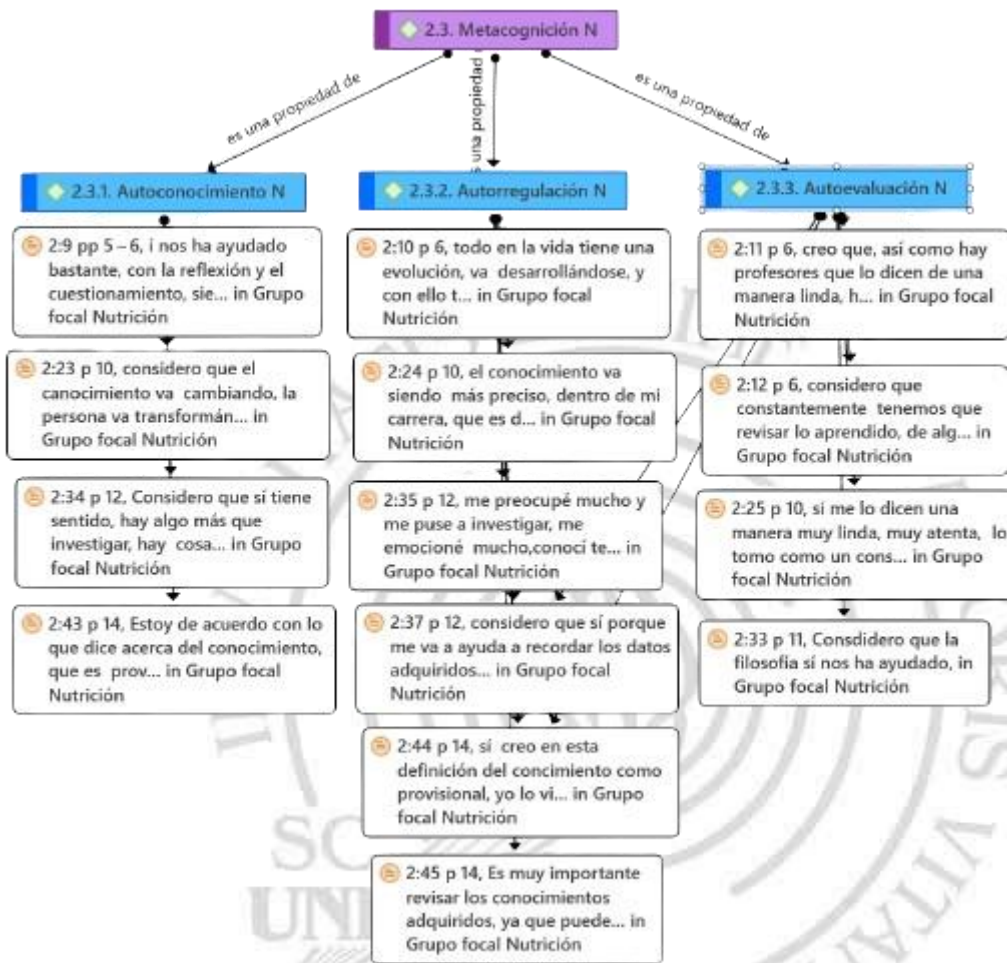 2.3. Metacognición N
es una propiedad de
s una propiedad
es una propiedad de
2.3.1. Autoconocimiento N
2:9 pp 5 – 6, i nos ha ayudado
bastante, con la reflexión y el
cuestionamiento, sie... in Grupo
focal Nutrición
2:23 p 10, considero que el
canocimiento va cambiando, la
persona va transformán... in
Grupo focal Nutrición
2:34 p 12, Considero que sí tiene
sentido, hay algo más que
investigar, hay cosa... in Grupo
focal Nutrición
2:43 p 14, Estoy de acuerdo con lo
que dice acerca del conocimiento,
que es prov... in Grupo focal
Nutrición
2.3.2. Autorregulación N
2:10 p 6, todo en la vida tiene una
evolución, va desarrollándose, y
con ello t... in Grupo focal
Nutrición
2:24 p 10, el conocimiento va
siendo más preciso, dentro de mi
carrera, que es d... in Grupo focal
Nutrición
2:35 p 12, me preocupé mucho y
me puse a investigar, me
emocioné mucho,conocí te... in
Grupo focal Nutrición
2:37 p 12, considero que sí porque
me va a ayuda a recordar los datos
adquiridos... in Grupo focal
Nutrición
2:44 p 14, sí creo en esta
definición del concimiento como
provisional, yo lo vi... in Grupo
focal Nutrición
2:45 p 14, Es muy importante
revisar los conocimientos
adquiridos, ya que puede... in
Grupo focal Nutrición
2.3.3. Autoevaluación N
2:11 p 6, creo que, así como hay
profesores que lo dicen de una
manera linda, h... in Grupo focal
Nutrición
2:12 p 6, considero que
constantemente tenemos que
revisar lo aprendido, de alg... in
Grupo focal Nutrición
2:25 p 10, si me lo dicen una
manera muy linda, muy atenta, lo
tomo como un cons... in Grupo
focal Nutrición
2:33 p 11, Consdidero que la
filosofia sí nos ha ayudado, in
Grupo focal Nutrición